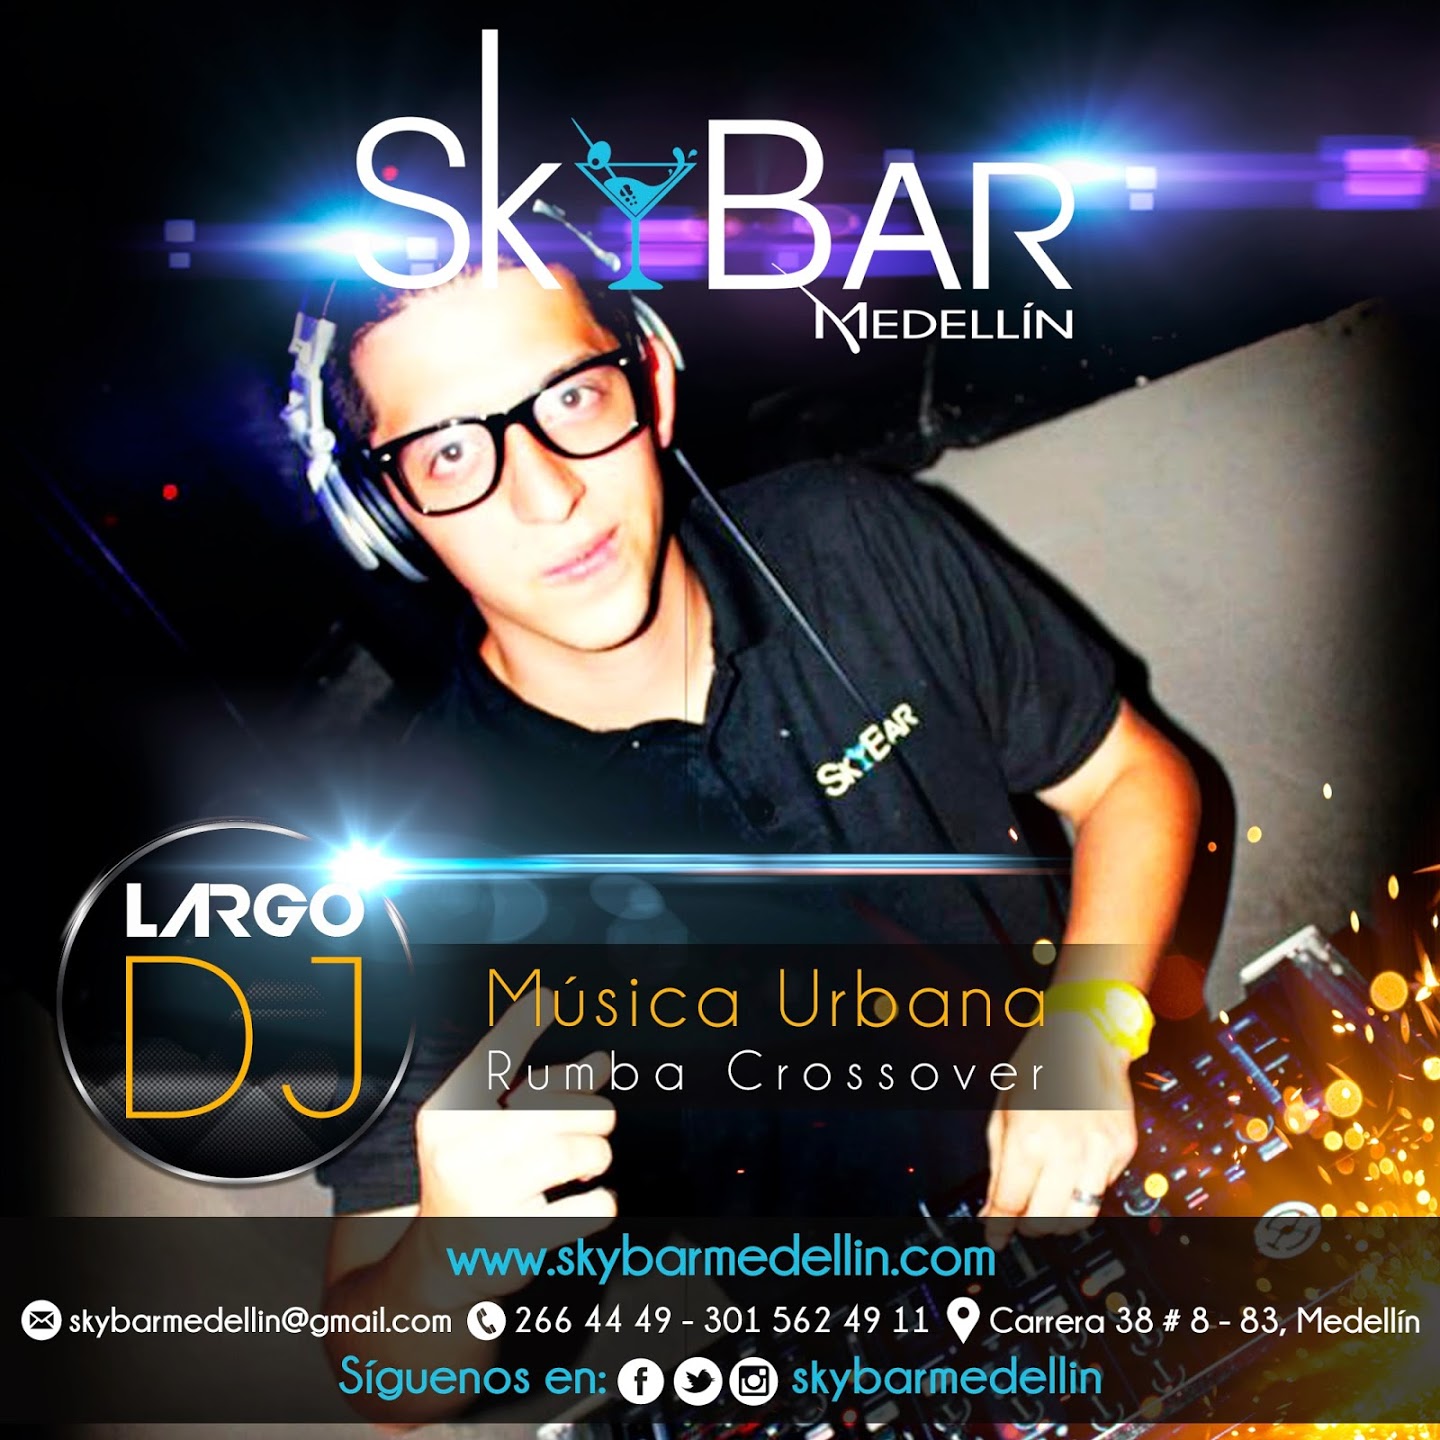 SkyBar
Medellín
SkyBar
LARGO
DJ
Música Urbana
Rumba Crossover
www.skybarmedellin.com
skybarmedellin@gmail.com 266 44 49 - 301 562 49 11 Carrera 38 # 8 - 83, Medellín
Síguenos en: skybarmedellin